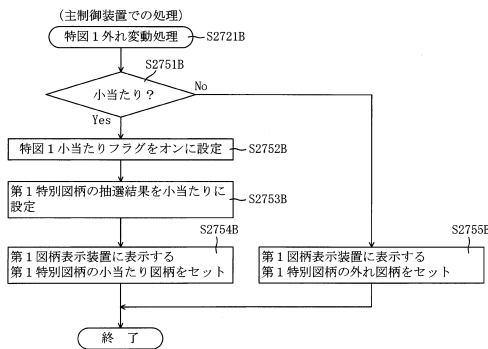 (主制御装置での処理)
特図1外れ変動処理
S2721B
S2751B
小当たり?
No
Yes
特図1小当たりフラグをオンに設定
S2752B
第1特別図柄の抽選結果を小当たりに
設定
S2753B
S2754B
第1図柄表示装置に表示する
第1特別図柄の小当たり図柄をセット
S2755B
第1図柄表示装置に表示する
第1特別図柄の外れ図柄をセット
終 了